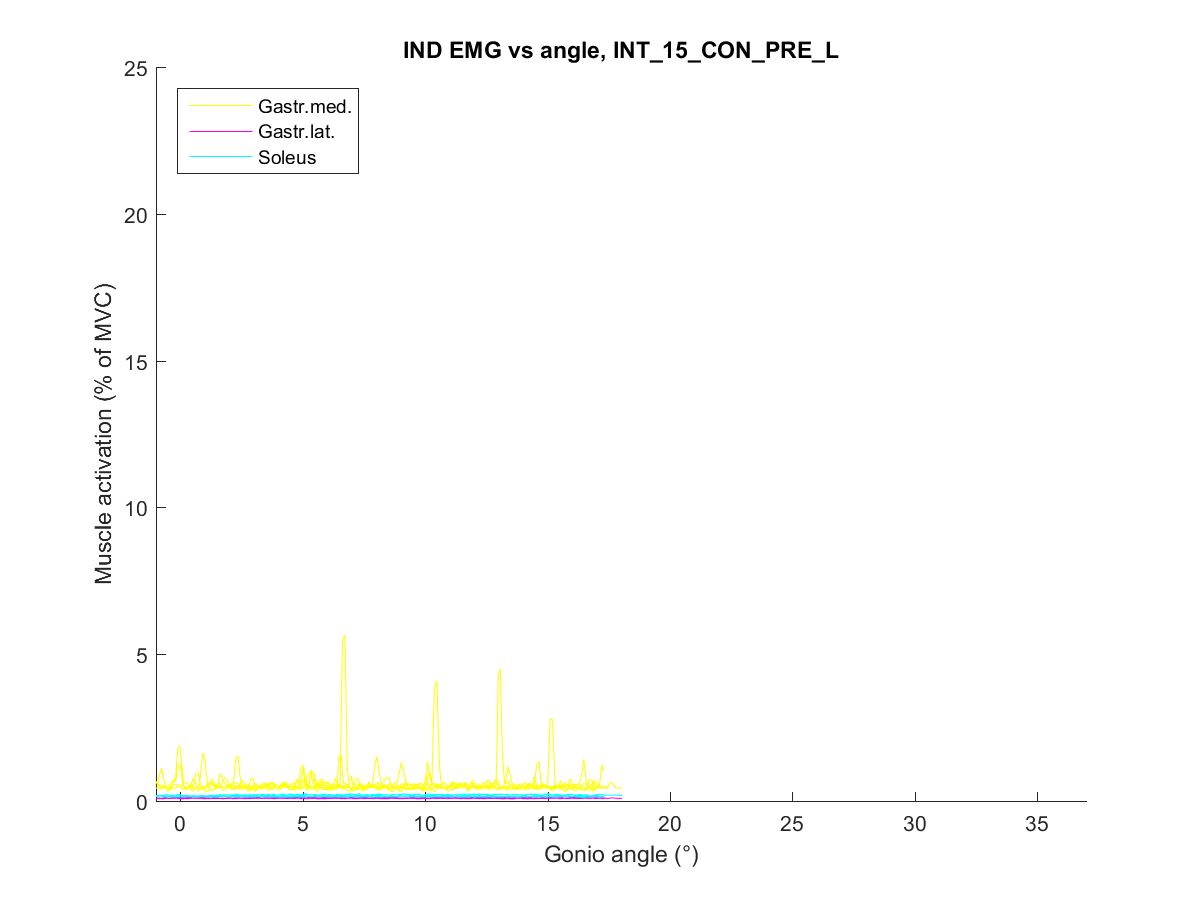 IND EMG vs angle, INT_15_CON_PRE_L
25
20
15
10
5
0
Muscle activation (% of MVC)
Gastr.med.
Gastr.lat.
Soleus
0 5 10 15 20 25 30 35
Gonio angle (°)